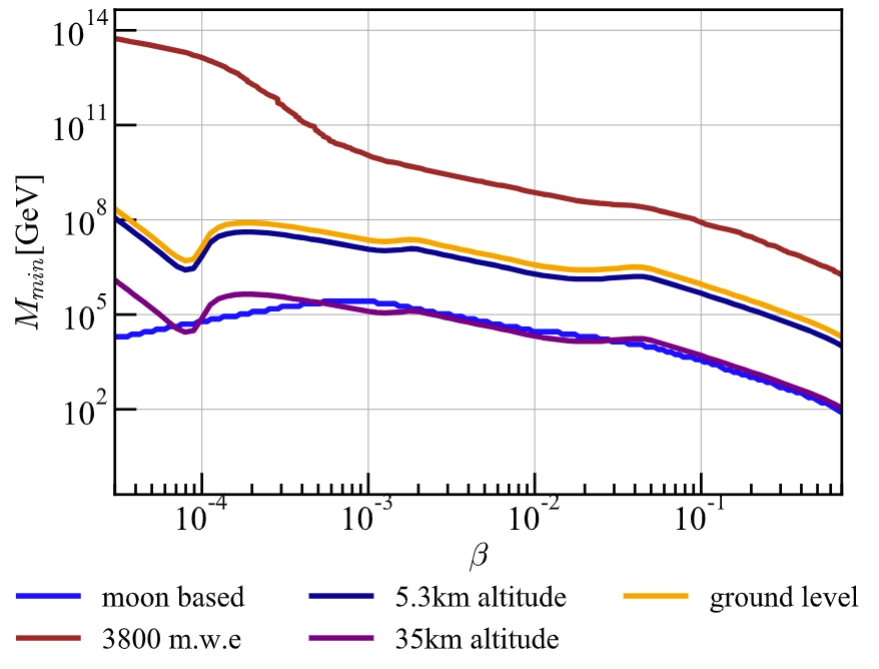 10^14
10^11
10^8
10^5
10^2
M_min[GeV]
10^-4 10^-3 10^-2 10^-1
β
moon based 5.3km altitude ground level
3800 m.w.e 35km altitude